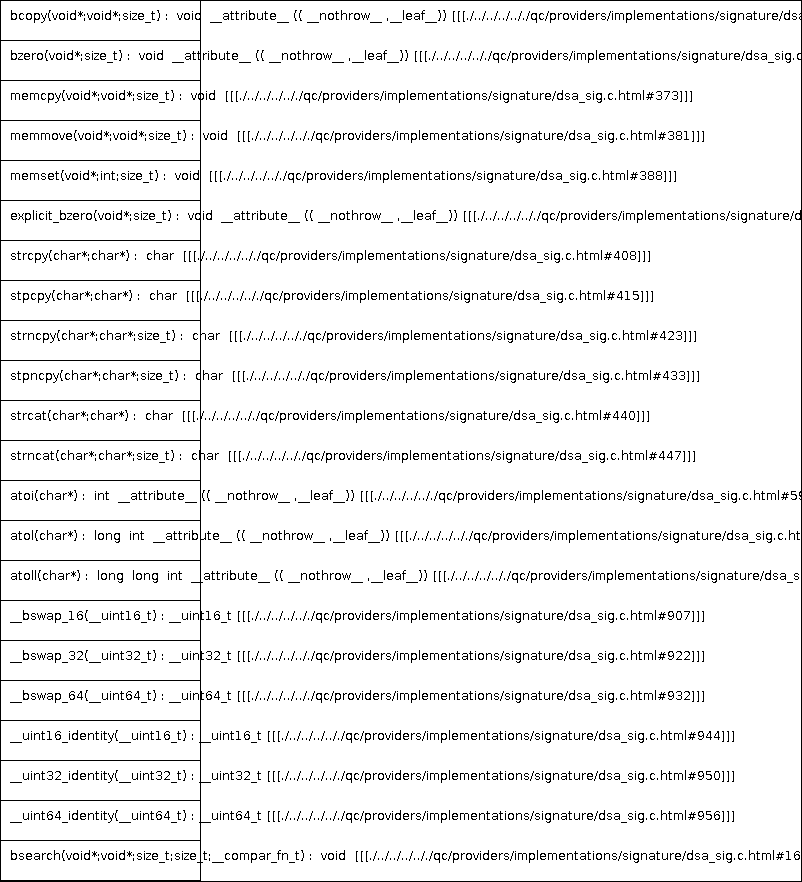 bcopy(void*;void*;size_t) :  void  __attribute__ (( __nothrow__ ,__leaf__)) [[[./../../../././qc/providers/implementations/signature/dsa
bzero(void*;size_t) :  void  __attribute__ (( __nothrow__ ,__leaf__)) [[[./../../../././qc/providers/implementations/signature/dsa_sig.c
memcpy(void*;void*;size_t) :  void  [[[./../../../././qc/providers/implementations/signature/dsa_sig.c.html#373]]]
memmove(void*;void*;size_t) :  void  [[[./../../../././qc/providers/implementations/signature/dsa_sig.c.html#381]]]
memset(void*;int;size_t) :  void  [[[./../../../././qc/providers/implementations/signature/dsa_sig.c.html#388]]]
explicit_bzero(void*;size_t) :  void  __attribute__ (( __nothrow__ ,__leaf__)) [[[./../../../././qc/providers/implementations/signature/d
strcpy(char*;char*) :  char  [[[./../../../././qc/providers/implementations/signature/dsa_sig.c.html#408]]]
stpcpy(char*;char*) :  char  [[[./../../../././qc/providers/implementations/signature/dsa_sig.c.html#415]]]
strncpy(char*;char*;size_t) :  char  [[[./../../../././qc/providers/implementations/signature/dsa_sig.c.html#423]]]
stpncpy(char*;char*;size_t) :  char  [[[./../../../././qc/providers/implementations/signature/dsa_sig.c.html#433]]]
strcat(char*;char*) :  char  [[[./../../../././qc/providers/implementations/signature/dsa_sig.c.html#440]]]
strncat(char*;char*;size_t) :  char  [[[./../../../././qc/providers/implementations/signature/dsa_sig.c.html#447]]]
atoi(char*) :  int  __attribute__ (( __nothrow__ ,__leaf__)) [[[./../../../././qc/providers/implementations/signature/dsa_sig.c.html#59
atol(char*) :  long  int  __attribute__ (( __nothrow__ ,__leaf__)) [[[./../../../././qc/providers/implementations/signature/dsa_sig.c.ht
atoll(char*) :  long  long  int  __attribute__ (( __nothrow__ ,__leaf__)) [[[./../../../././qc/providers/implementations/signature/dsa_s
__bswap_16(__uint16_t) : __uint16_t [[[./../../../././qc/providers/implementations/signature/dsa_sig.c.html#907]]]
__bswap_32(__uint32_t) : __uint32_t [[[./../../../././qc/providers/implementations/signature/dsa_sig.c.html#922]]]
__bswap_64(__uint64_t) : __uint64_t [[[./../../../././qc/providers/implementations/signature/dsa_sig.c.html#932]]]
__uint16_identity(__uint16_t) : __uint16_t [[[./../../../././qc/providers/implementations/signature/dsa_sig.c.html#944]]]
__uint32_identity(__uint32_t) : __uint32_t [[[./../../../././qc/providers/implementations/signature/dsa_sig.c.html#950]]]
__uint64_identity(__uint64_t) : __uint64_t [[[./../../../././qc/providers/implementations/signature/dsa_sig.c.html#956]]]
bsearch(void*;void*;size_t;size_t;__compar_fn_t) :  void  [[[./../../../././qc/providers/implementations/signature/dsa_sig.c.html#16